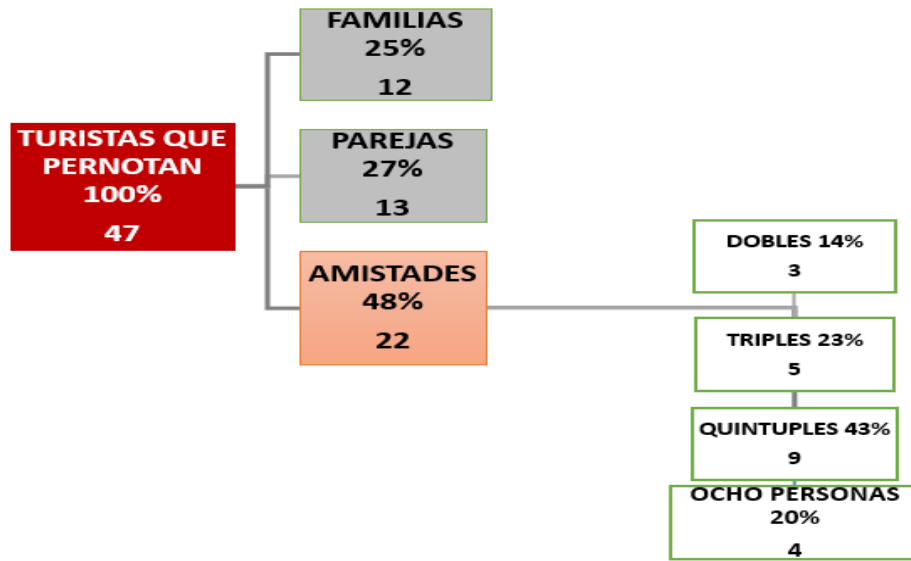 TURISTAS QUE
PERNOTAN
100%
47
FAMILIAS
25%
12
PAREJAS
27%
13
AMISTADES
48%
22
DOBLES 14%
3
TRIPLES 23%
5
QUINTUPLES 43%
9
OCHO PERSONAS
20%
4